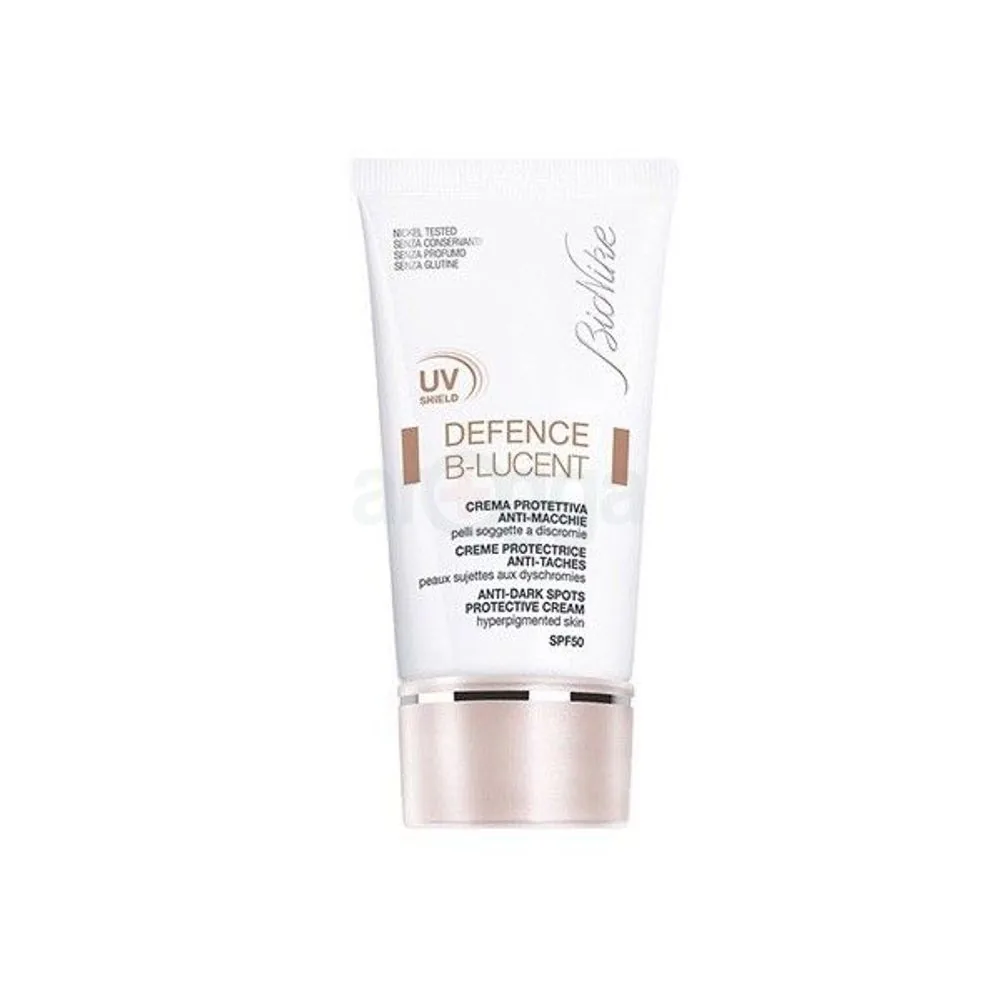 NICKEL TESTED
SENZA CONSERVANTI
SENZA PROFUMO
SENZA GLUTINE
BioNike
UV
SHIELD
DEFENCE
B-LUCENT
CREMA PROTETTIVA
ANTI-MACCHIE
pelli soggette a discromie
CREME PROTECTRICE
ANTI-TACHES
peaux sujettes aux dyschromies
ANTI-DARK SPOTS
PROTECTIVE CREAM
hyperpigmented skin
SPF50